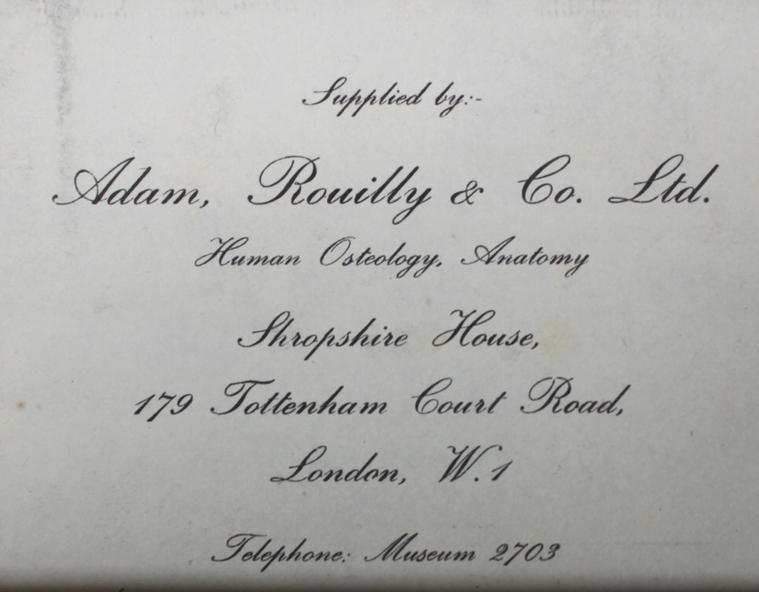 Supplied by:-
Adam, Rouilly & Co. Ltd.
Human Osteology, Anatomy
Shropshire House,
179 Tottenham Court Road,
London, W.1
Telephone: Museum 2703